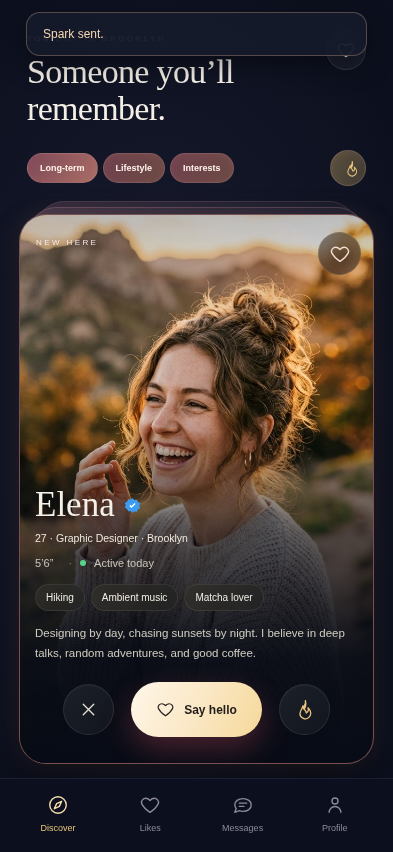 Spark sent.
Someone you’ll
remember.
Long-term Lifestyle Interests
NEW HERE
Elena
27 · Graphic Designer · Brooklyn
5'6" · Active today
Hiking Ambient music Matcha lover
Designing by day, chasing sunsets by night. I believe in deep
talks, random adventures, and good coffee.
Say hello
Discover Likes Messages Profile